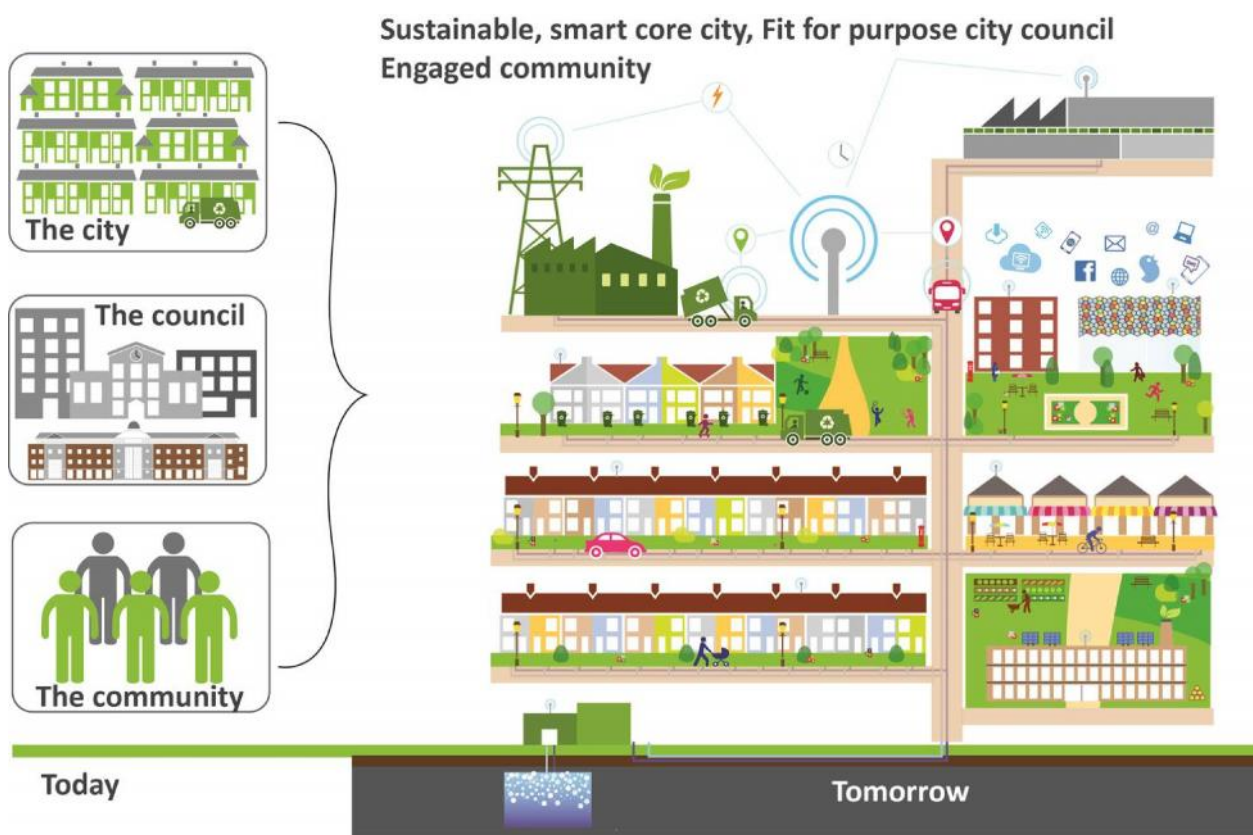 Sustainable, smart core city, Fit for purpose city council
Engaged community
The city
The council
The community
@
Today
Tomorrow